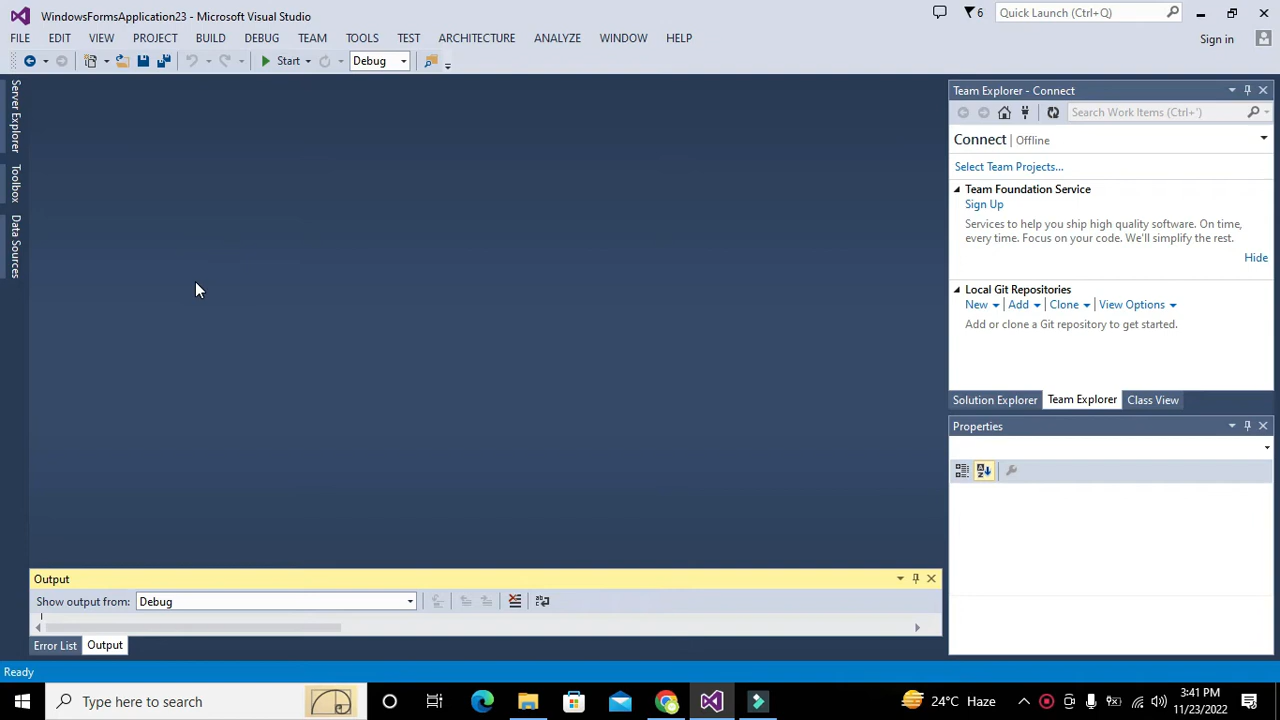 WindowsFormsApplication23 - Microsoft Visual Studio
6
Quick Launch (Ctrl+Q)
FILE EDIT VIEW PROJECT BUILD DEBUG TEAM TOOLS TEST ARCHITECTURE ANALYZE WINDOW HELP
Sign in
Start
Debug
Server Explorer
Toolbox
Data Sources
Team Explorer - Connect
Search Work Items (Ctrl+')
Connect | Offline
Select Team Projects...
Team Foundation Service
Sign Up
Services to help you ship high quality software. On time,
every time. Focus on your code. We'll simplify the rest.
Hide
Local Git Repositories
New | Add | Clone | View Options
Add or clone a Git repository to get started.
Solution Explorer Team Explorer Class View
Properties
Output
Show output from: Debug
Error List Output
Ready
Type here to search
24°C Haze
3:41 PM
11/23/2022